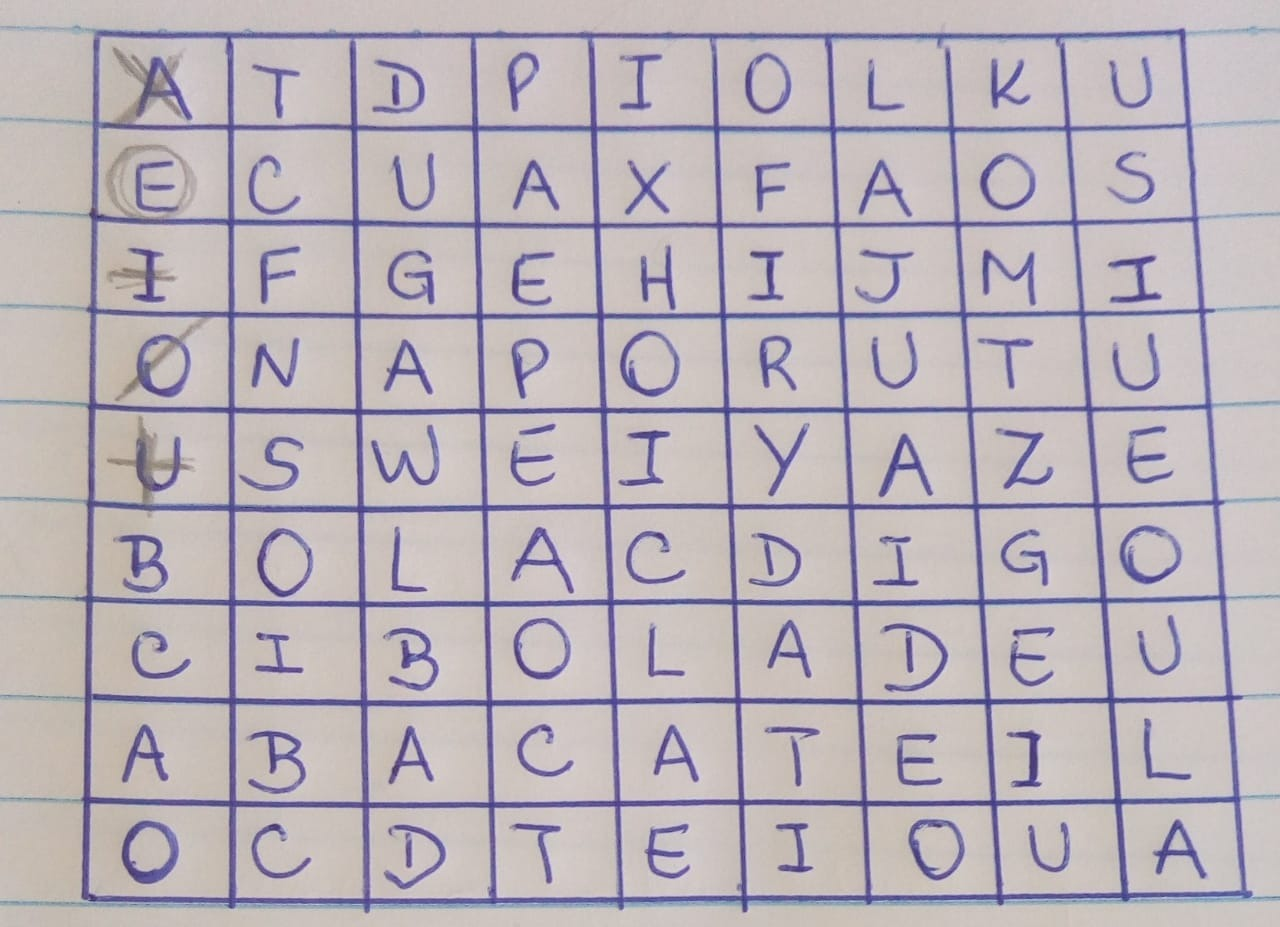 A T D P I O L K U
E C U A X F A O S
I F G E H I J M I
O N A P O R U T U
U S W E I Y A Z E
B O L A C D I G O
C I B O L A D E U
A B A C A T E I L
O C D T E I O U A